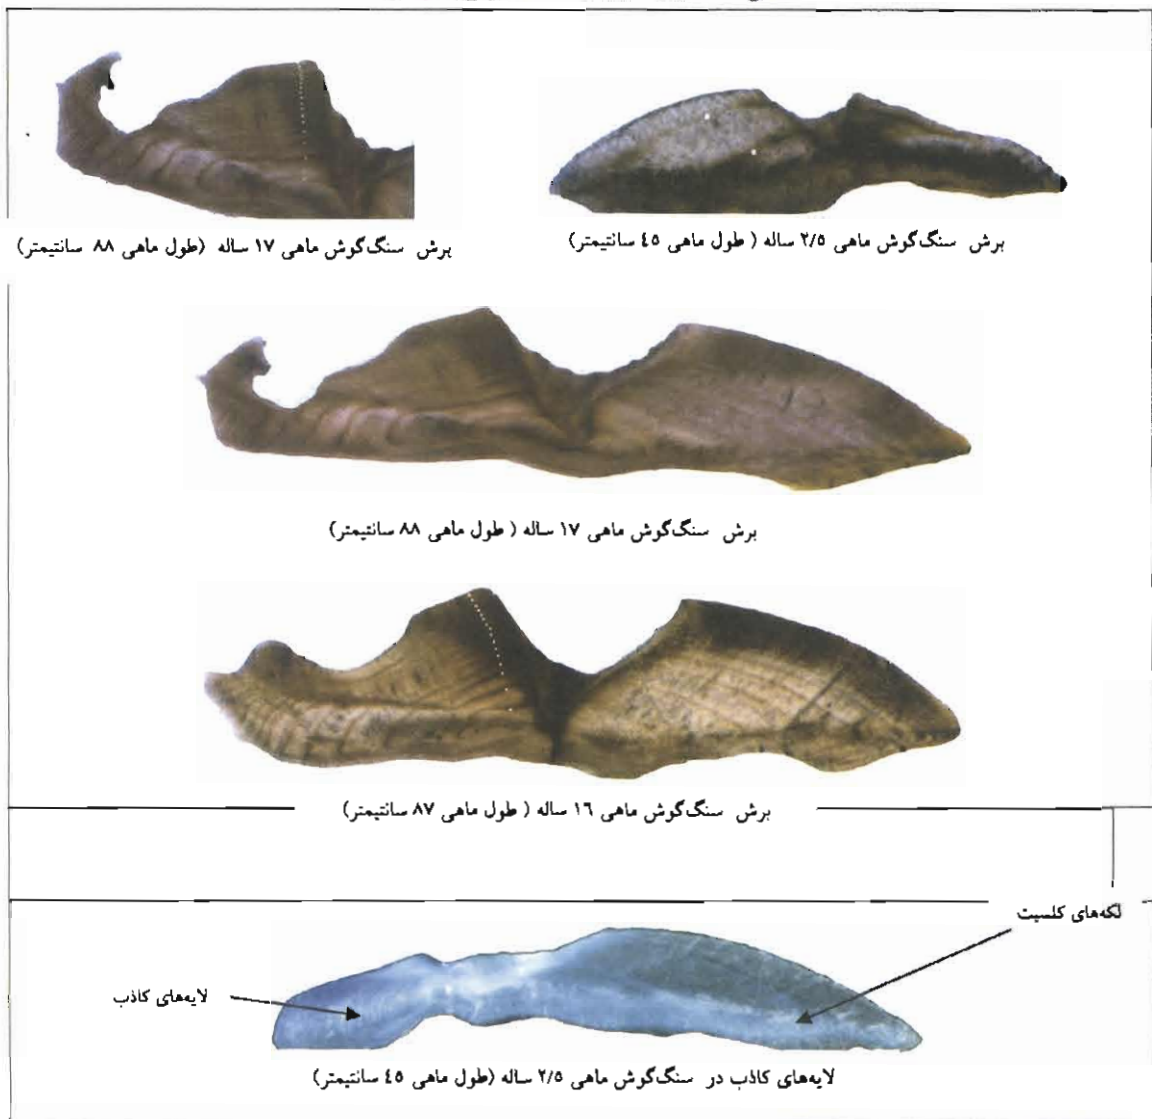 برش سنگ‌گوش ماهی ۲/۵ ساله ( طول ماهی ٤٥ سانتیمتر)
برش سنگ‌گوش ماهی ۱۷ ساله (طول ماهی ۸۸ سانتیمتر)
برش سنگ‌گوش ماهی ۱۷ ساله ( طول ماهی ۸۸ سانتیمتر)
برش سنگ‌گوش ماهی ١٦ ساله ( طول ماهی ۸۷ سانتیمتر)
لکه‌های کلسیت
لایه‌های کاذب
لایه‌های کاذب در سنگ‌گوش ماهی ۲/۵ ساله (طول ماهی ٤٥ سانتیمتر)